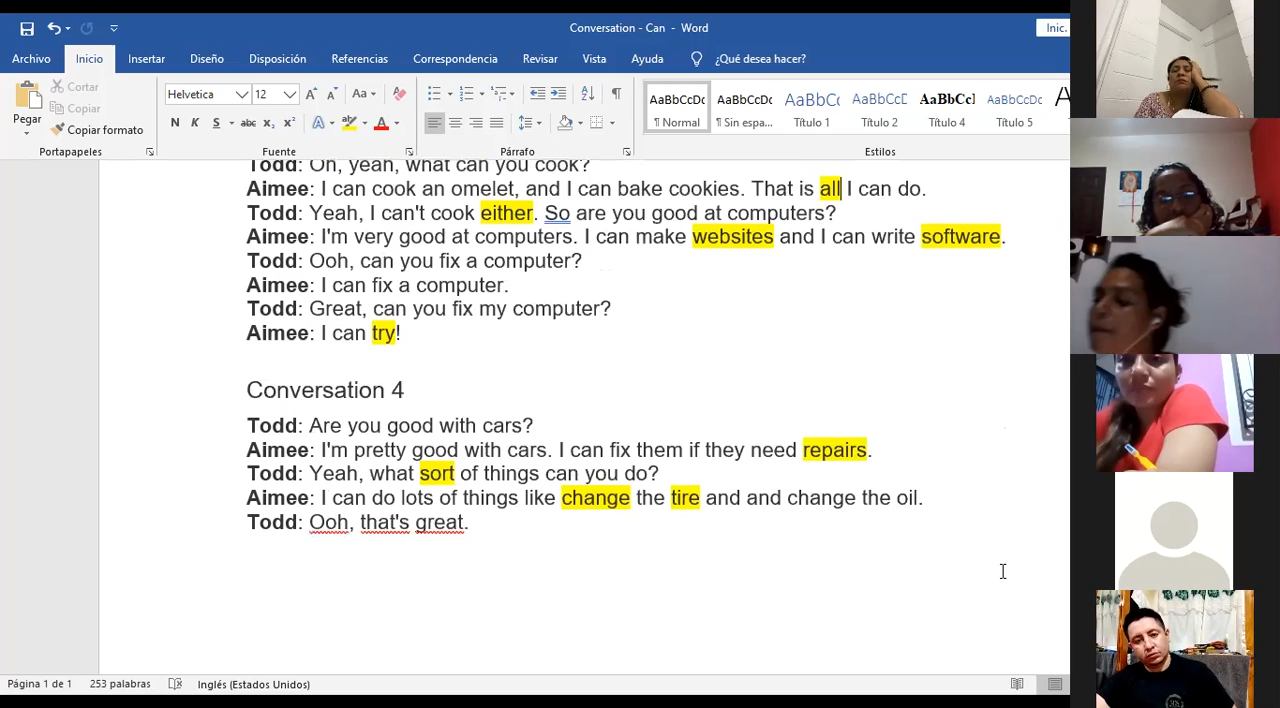 Conversation - Can - Word
Inic.
Archivo Inicio Insertar Diseño Disposición Referencias Correspondencia Revisar Vista Ayuda ¿Qué desea hacer?
Pegar
Cortar
Copiar
Copiar formato
Helvetica 12
Portapapeles Fuente Párrafo Estilos
AaBbCcDc AaBbCcDc AaBbCc AaBbCcD AaBbCcI AaBbCcDc
¶ Normal ¶ Sin espa... Título 1 Título 2 Título 4 Título 5
Todd: Oh, yeah, what can you cook?
Aimee: I can cook an omelet, and I can bake cookies. That is all I can do.
Todd: Yeah, I can't cook either. So are you good at computers?
Aimee: I'm very good at computers. I can make websites and I can write software.
Todd: Ooh, can you fix a computer?
Aimee: I can fix a computer.
Todd: Great, can you fix my computer?
Aimee: I can try!
Conversation 4
Todd: Are you good with cars?
Aimee: I'm pretty good with cars. I can fix them if they need repairs.
Todd: Yeah, what sort of things can you do?
Aimee: I can do lots of things like change the tire and and change the oil.
Todd: Ooh, that's great.
Página 1 de 1 253 palabras Inglés (Estados Unidos)